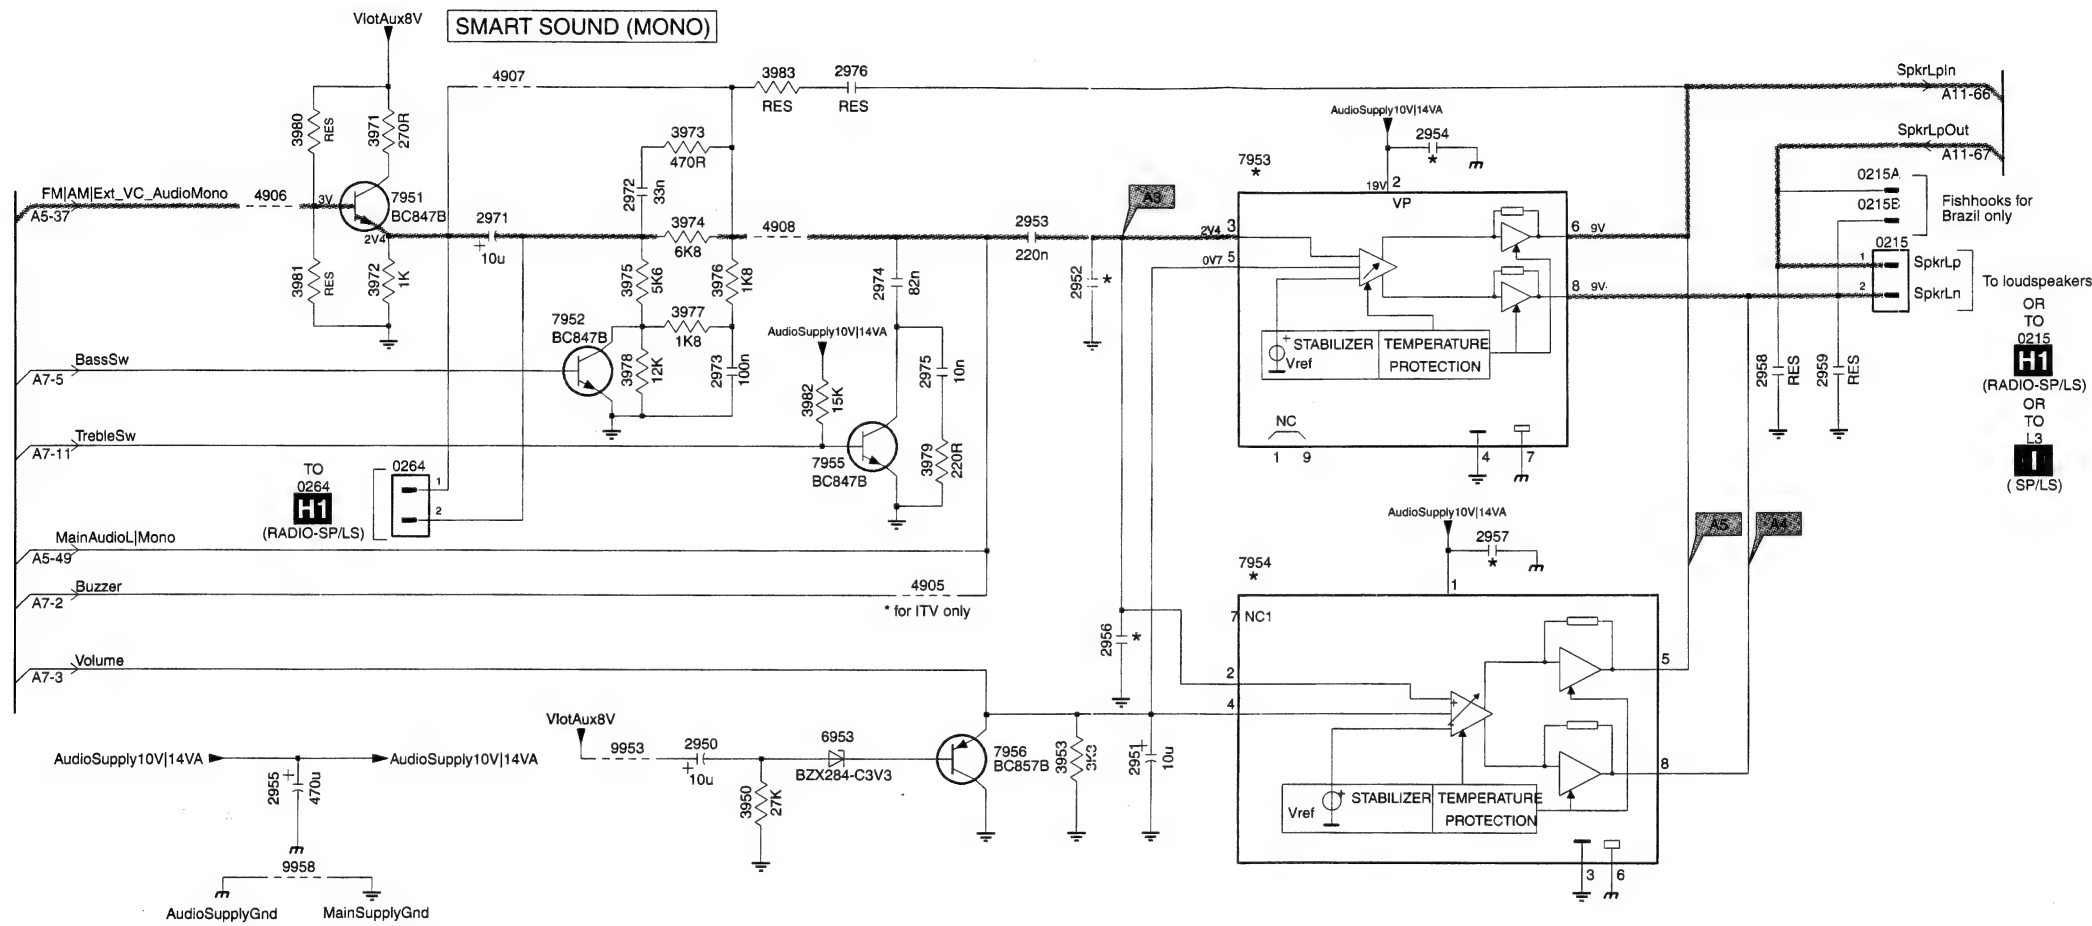 SMART SOUND (MONO)
VlotAux8V
4907
3983
RES
2976
RES
SpkrLpIn
A11-66
SpkrLpOut
A11-67
3980
RES
3971
270R
3973
470R
2972
33n
AudioSupply10V|14VA
2954
*
7953
*
19V
2
VP
0215A
0215B
Fishhooks for
Brazil only
FM|AM|Ext_VC_AudioMono
A5-37
4906
3V
7951
BC847B
2V4
2971
+
10u
3974
6K8
4908
2953
220n
A3
2V4
3
0V7
5
6
9V
8
9V
0215
1
SpkrLp
2
SpkrLn
To loudspeakers
OR
TO
0215
H1
(RADIO-SP/LS)
OR
TO
L3
I
( SP/LS)
3981
RES
3972
1K
3975
5K6
3976
1K8
2974
82n
2952
*
7952
BC847B
3977
1K8
3978
12K
2973
100n
AudioSupply10V|14VA
2975
10n
3982
15K
+
STABILIZER
Vref
TEMPERATURE
PROTECTION
2958
RES
2959
RES
BassSw
A7-5
TrebleSw
A7-11
7955
BC847B
3979
220R
NC
1
9
4
7
TO
0264
H1
(RADIO-SP/LS)
0264
1
2
AudioSupply10V|14VA
2957
*
A5
A4
MainAudioL|Mono
A5-49
Buzzer
A7-2
4905
* for ITV only
7954
*
1
7
NC1
2956
*
Volume
A7-3
2
4
5
8
+
-
VlotAux8V
9953
2950
+
10u
6953
BZX284-C3V3
7956
BC857B
3953
3K3
2951
+
10u
3950
27K
AudioSupply10V|14VA
AudioSupply10V|14VA
2955
+
470u
Vref
+
STABILIZER
TEMPERATURE
PROTECTION
3
6
9958
AudioSupplyGnd
MainSupplyGnd